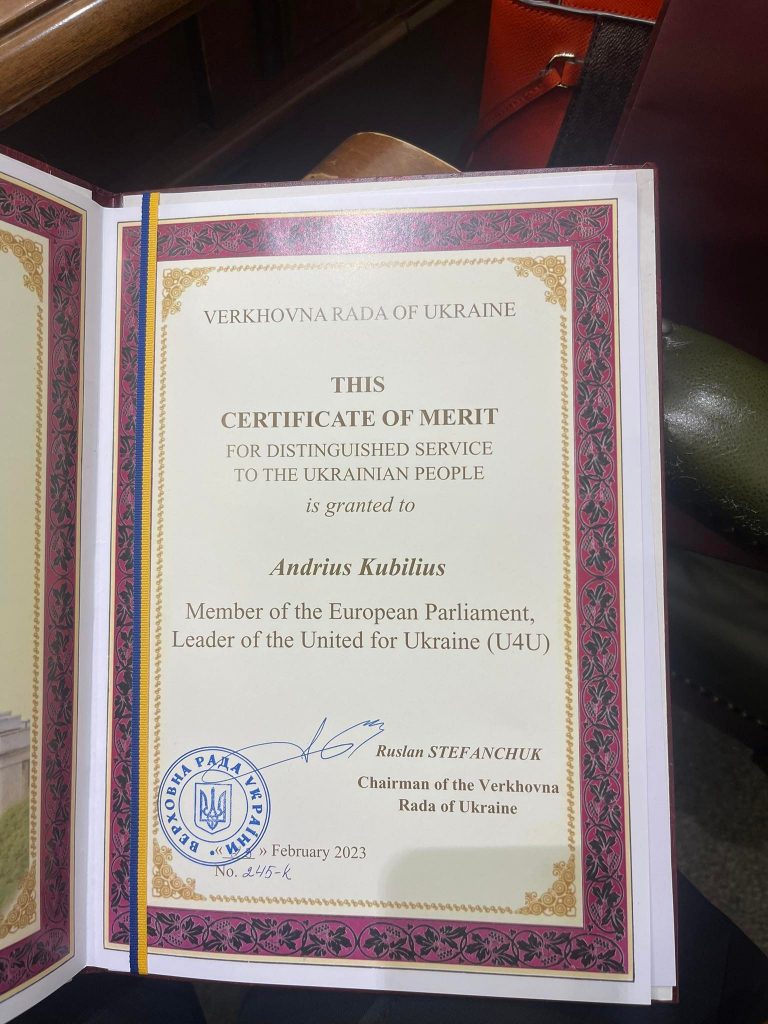 VERKHOVNA RADA OF UKRAINE
THIS
CERTIFICATE OF MERIT
FOR DISTINGUISHED SERVICE
TO THE UKRAINIAN PEOPLE
is granted to
Andrius Kubilius
Member of the European Parliament,
Leader of the United for Ukraine (U4U)
Ruslan STEFANCHUK
Chairman of the Verkhovna
Rada of Ukraine
ВЕРХОВНА РАДА УКРАЇНИ
« » February 2023
No. 245-к